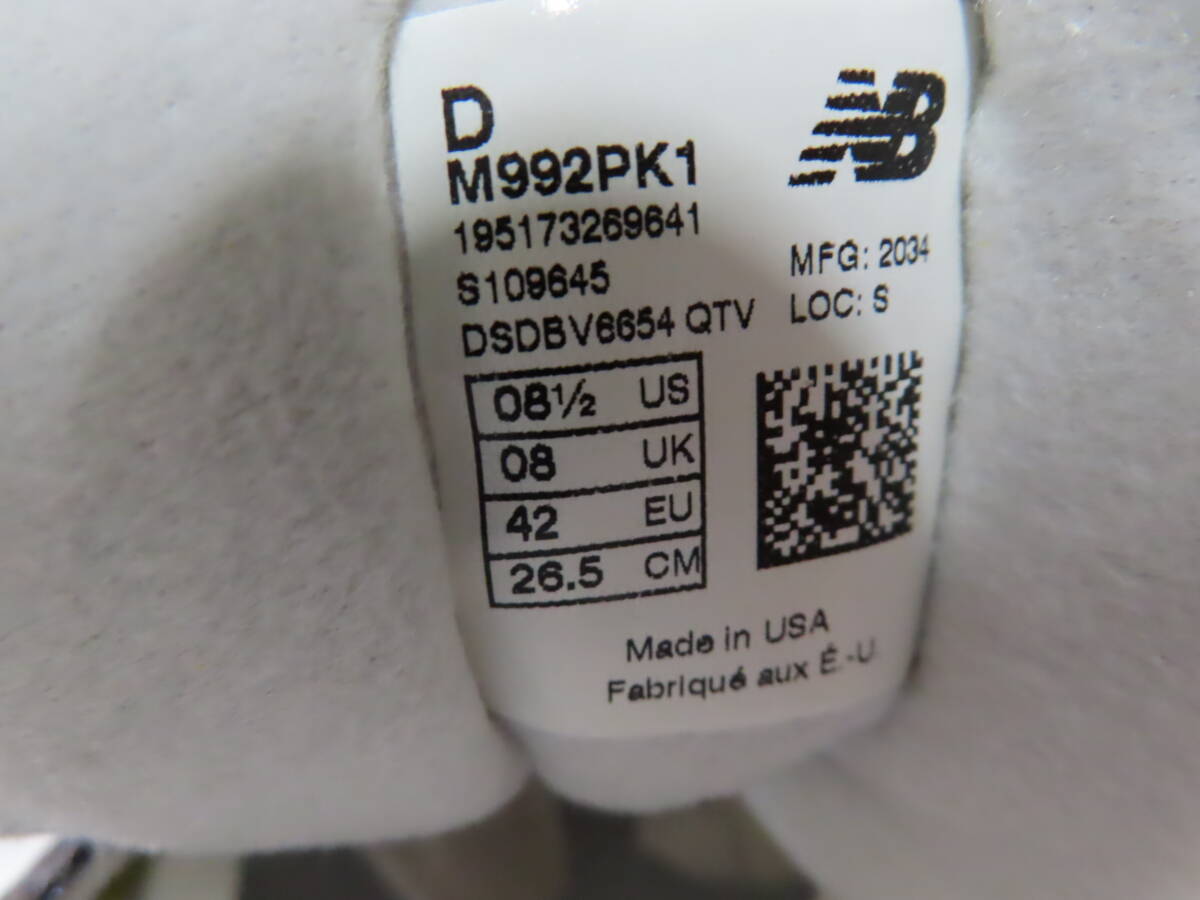 D
M992PK1
195173269641
S109645
DSDBV6654 QTV
NB
MFG: 2034
LOC: S
08½ US
08 UK
42 EU
26.5 CM
Made in USA
Fabriqué aux É.-U